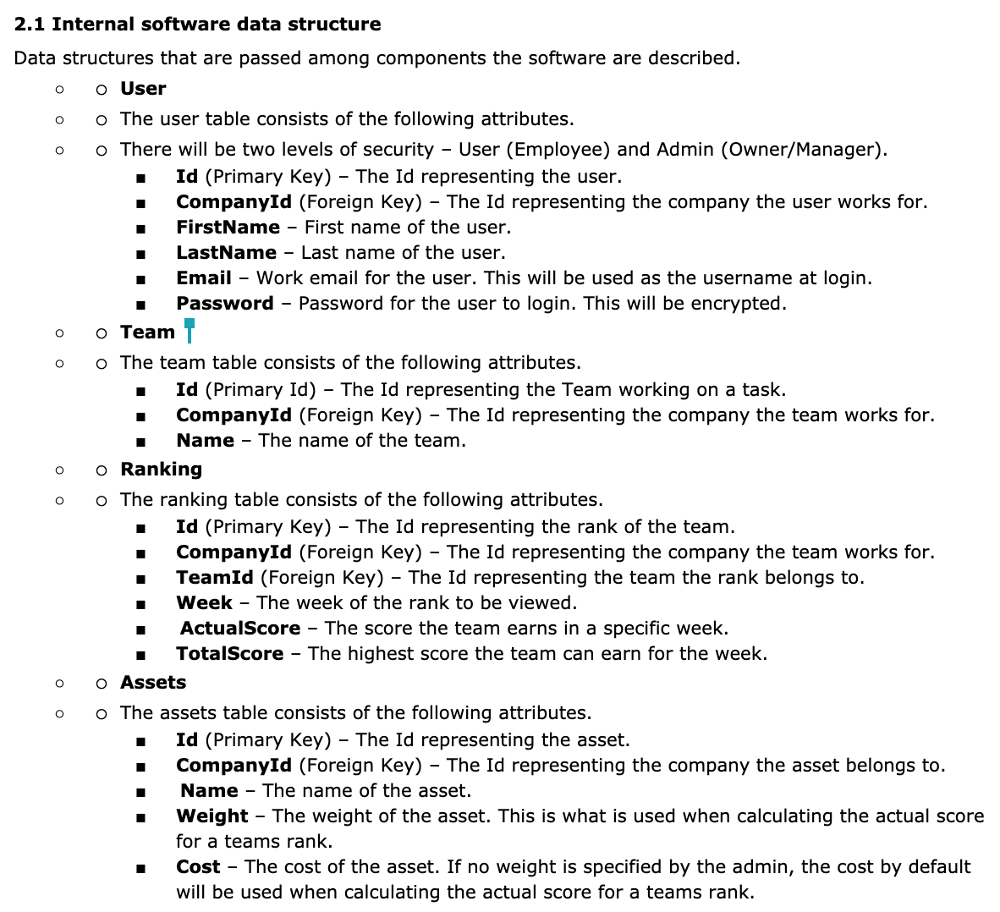 2.1 Internal software data structure
Data structures that are passed among components the software are described.
User
The user table consists of the following attributes.
There will be two levels of security – User (Employee) and Admin (Owner/Manager).
Id (Primary Key) – The Id representing the user.
CompanyId (Foreign Key) – The Id representing the company the user works for.
FirstName – First name of the user.
LastName – Last name of the user.
Email – Work email for the user. This will be used as the username at login.
Password – Password for the user to login. This will be encrypted.
Team
The team table consists of the following attributes.
Id (Primary Id) – The Id representing the Team working on a task.
CompanyId (Foreign Key) – The Id representing the company the team works for.
Name – The name of the team.
Ranking
The ranking table consists of the following attributes.
Id (Primary Key) – The Id representing the rank of the team.
CompanyId (Foreign Key) – The Id representing the company the team works for.
TeamId (Foreign Key) – The Id representing the team the rank belongs to.
Week – The week of the rank to be viewed.
ActualScore – The score the team earns in a specific week.
TotalScore – The highest score the team can earn for the week.
Assets
The assets table consists of the following attributes.
Id (Primary Key) – The Id representing the asset.
CompanyId (Foreign Key) – The Id representing the company the asset belongs to.
Name – The name of the asset.
Weight – The weight of the asset. This is what is used when calculating the actual score
for a teams rank.
Cost – The cost of the asset. If no weight is specified by the admin, the cost by default
will be used when calculating the actual score for a teams rank.